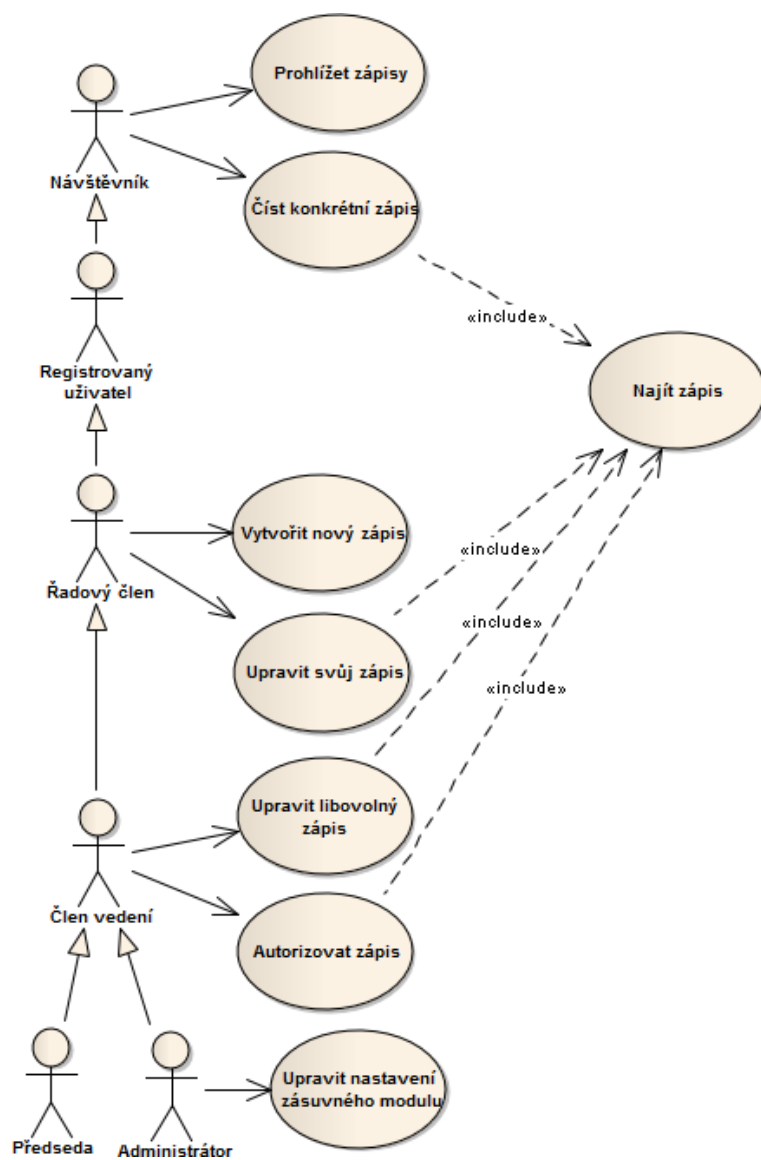 Prohlížet zápisy
Návštěvník
Číst konkrétní zápis
Registrovaný
uživatel
«include»
Najít zápis
Vytvořit nový zápis
Řadový člen
«include»
Upravit svůj zápis
«include»
«include»
Upravit libovolný
zápis
Člen vedení
Autorizovat zápis
Upravit nastavení
zásuvného modulu
Předseda
Administrátor